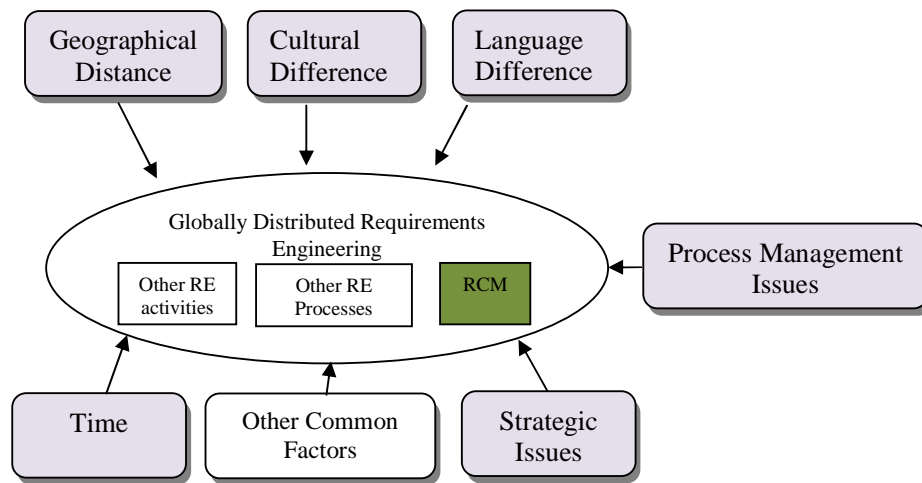 Geographical
Distance
Cultural
Difference
Language
Difference
Globally Distributed Requirements
Engineering
Other RE
activities
Other RE
Processes
RCM
Process Management
Issues
Time
Other Common
Factors
Strategic
Issues